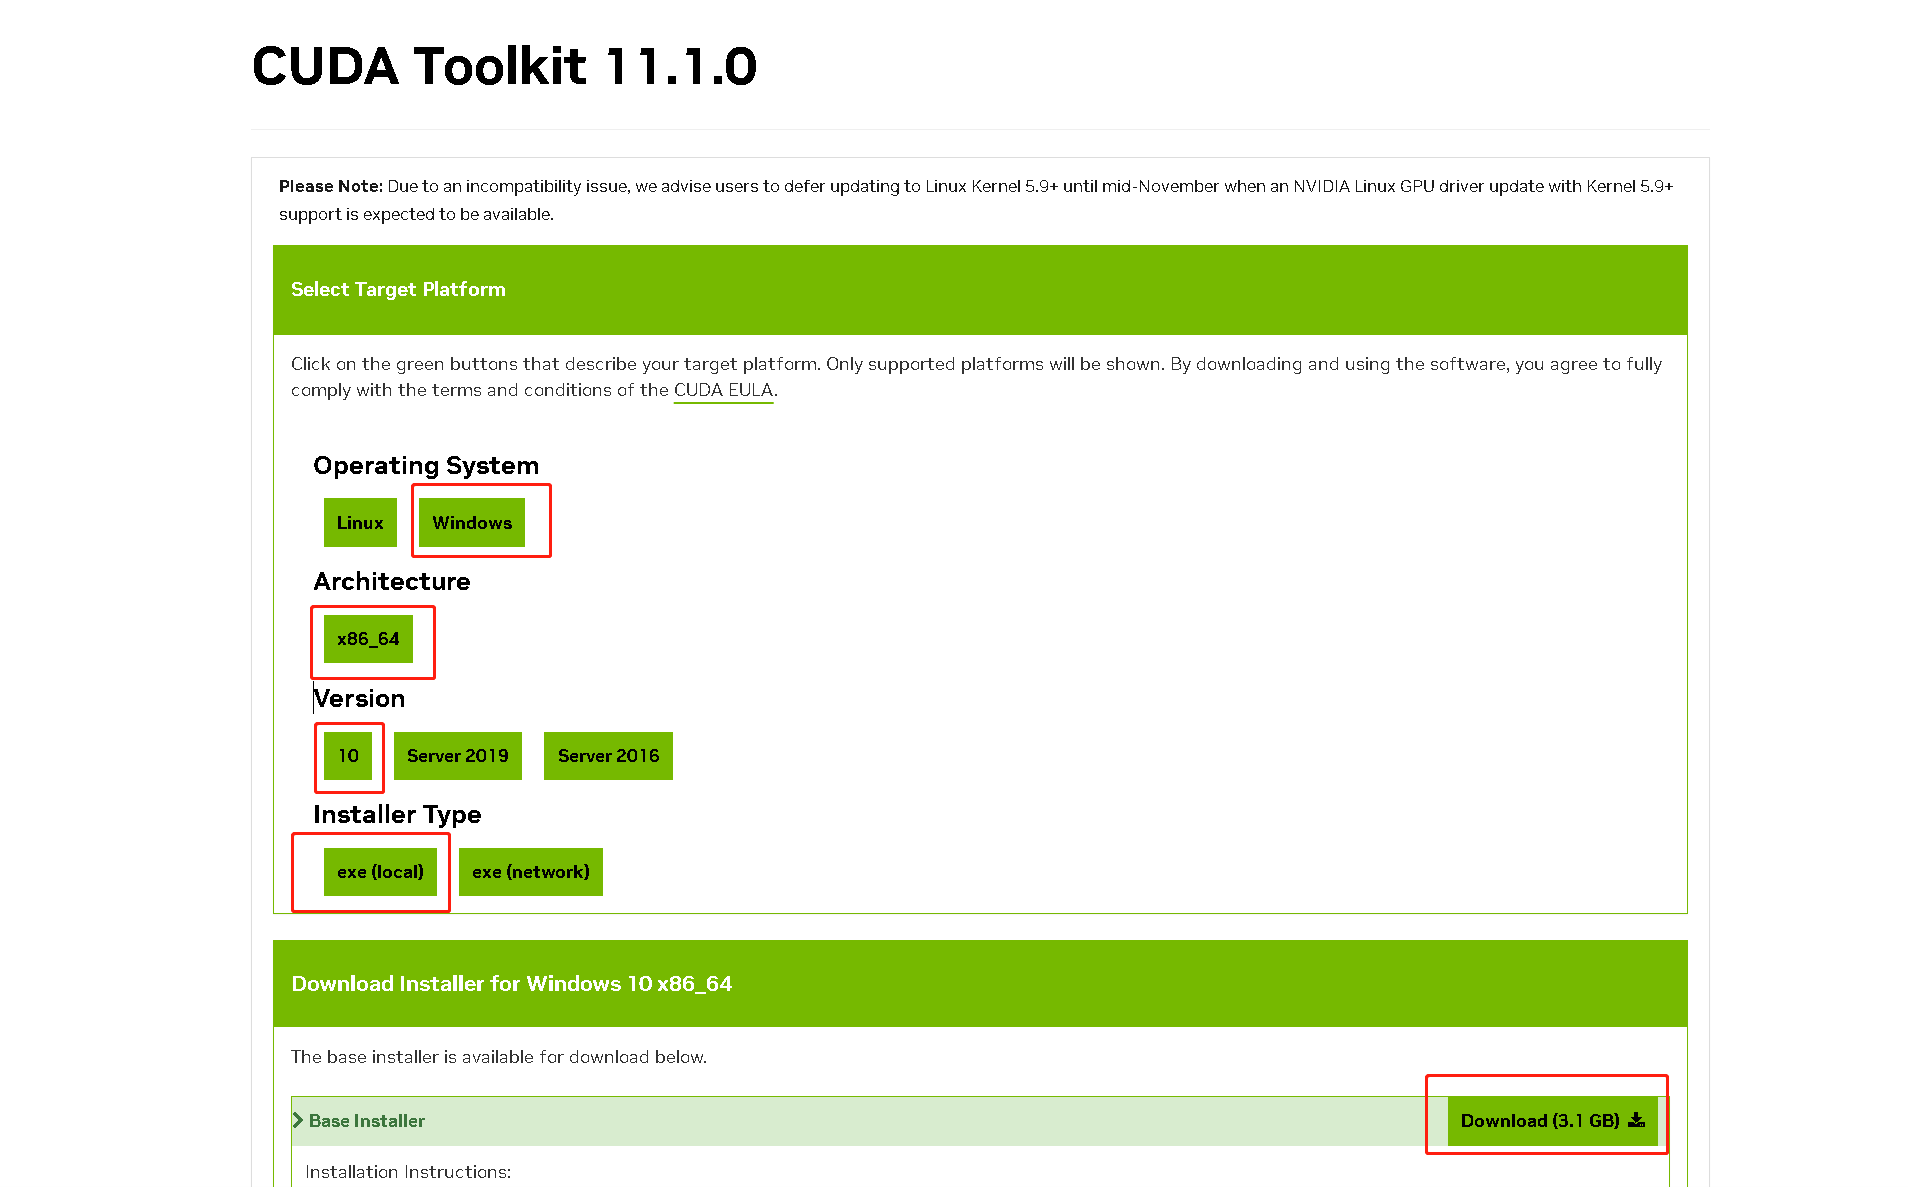 CUDA Toolkit 11.1.0
Please Note: Due to an incompatibility issue, we advise users to defer updating to Linux Kernel 5.9+ until mid-November when an NVIDIA Linux GPU driver update with Kernel 5.9+
support is expected to be available.
Select Target Platform
Click on the green buttons that describe your target platform. Only supported platforms will be shown. By downloading and using the software, you agree to fully
comply with the terms and conditions of the CUDA EULA.
Operating System
Linux Windows
Architecture
x86_64
Version
10 Server 2019 Server 2016
Installer Type
exe (local) exe (network)
Download Installer for Windows 10 x86_64
The base installer is available for download below.
Base Installer Download (3.1 GB)
Installation Instructions: